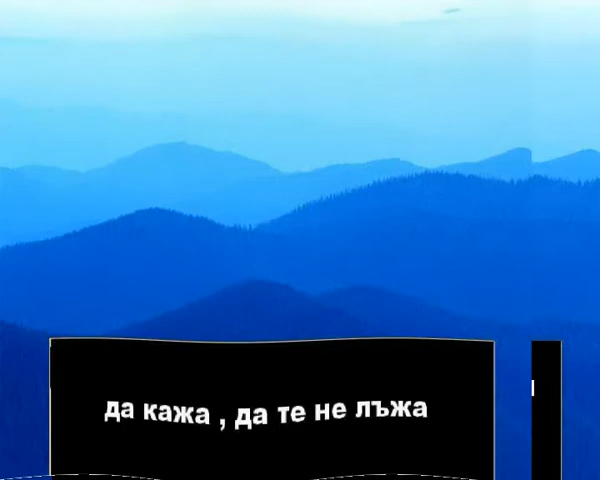 да кажа , да те не лъжа